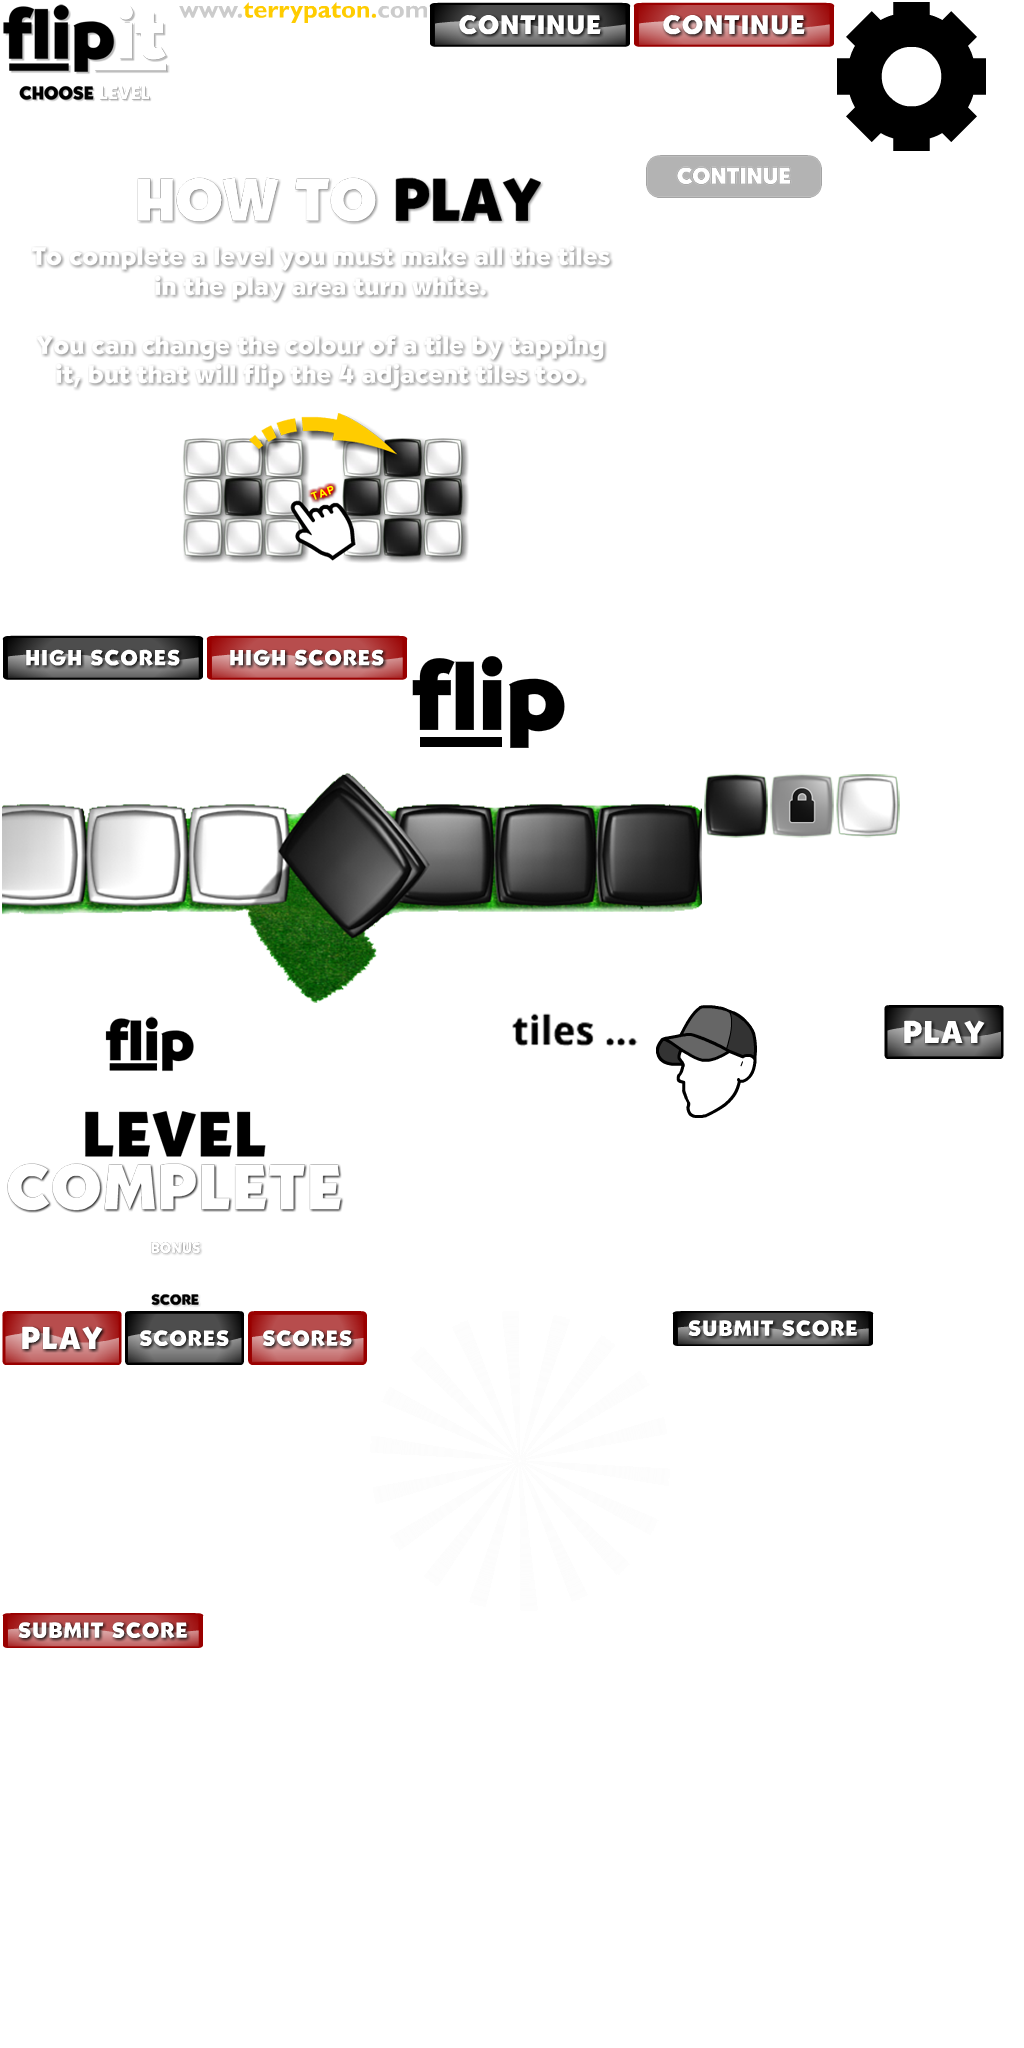 flipit
www.terrypaton.com
CONTINUE
CONTINUE
CHOOSE LEVEL
CONTINUE
HOW TO PLAY
To complete a level you must make all the tiles
in the play area turn white.
You can change the colour of a tile by tapping
it, but that will flip the 4 adjacent tiles too.
TAP
HIGH SCORES
HIGH SCORES
flip
flip
tiles ...
PLAY
LEVEL
COMPLETE
BONUS
SCORE
PLAY
SCORES
SCORES
SUBMIT SCORE
SUBMIT SCORE